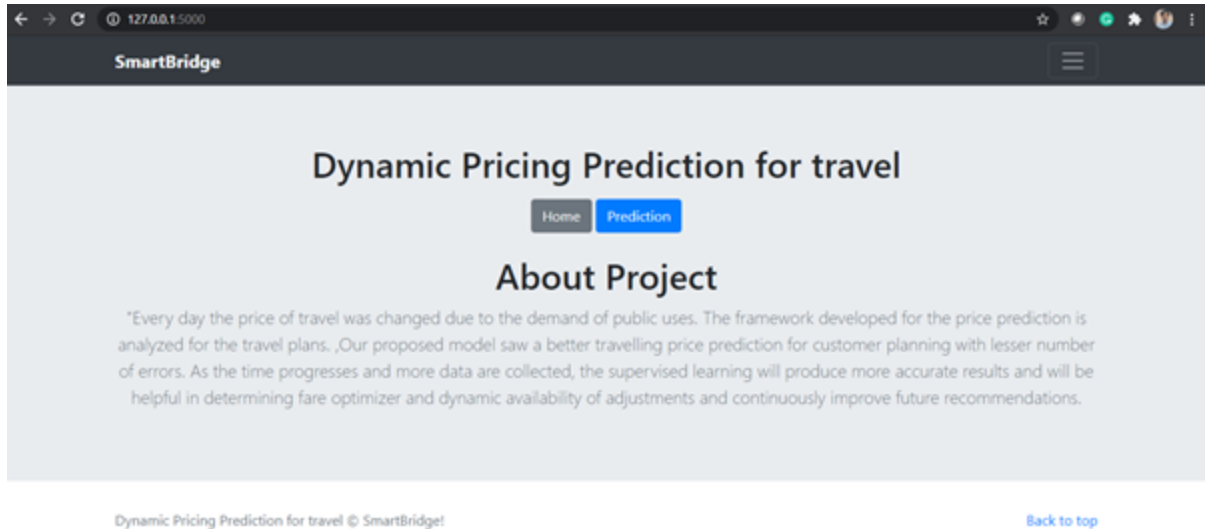 127.0.0.1:5000
SmartBridge
Dynamic Pricing Prediction for travel
Home Prediction
About Project
"Every day the price of travel was changed due to the demand of public uses. The framework developed for the price prediction is
analyzed for the travel plans. ,Our proposed model saw a better travelling price prediction for customer planning with lesser number
of errors. As the time progresses and more data are collected, the supervised learning will produce more accurate results and will be
helpful in determining fare optimizer and dynamic availability of adjustments and continuously improve future recommendations.
Dynamic Pricing Prediction for travel © SmartBridge! Back to top